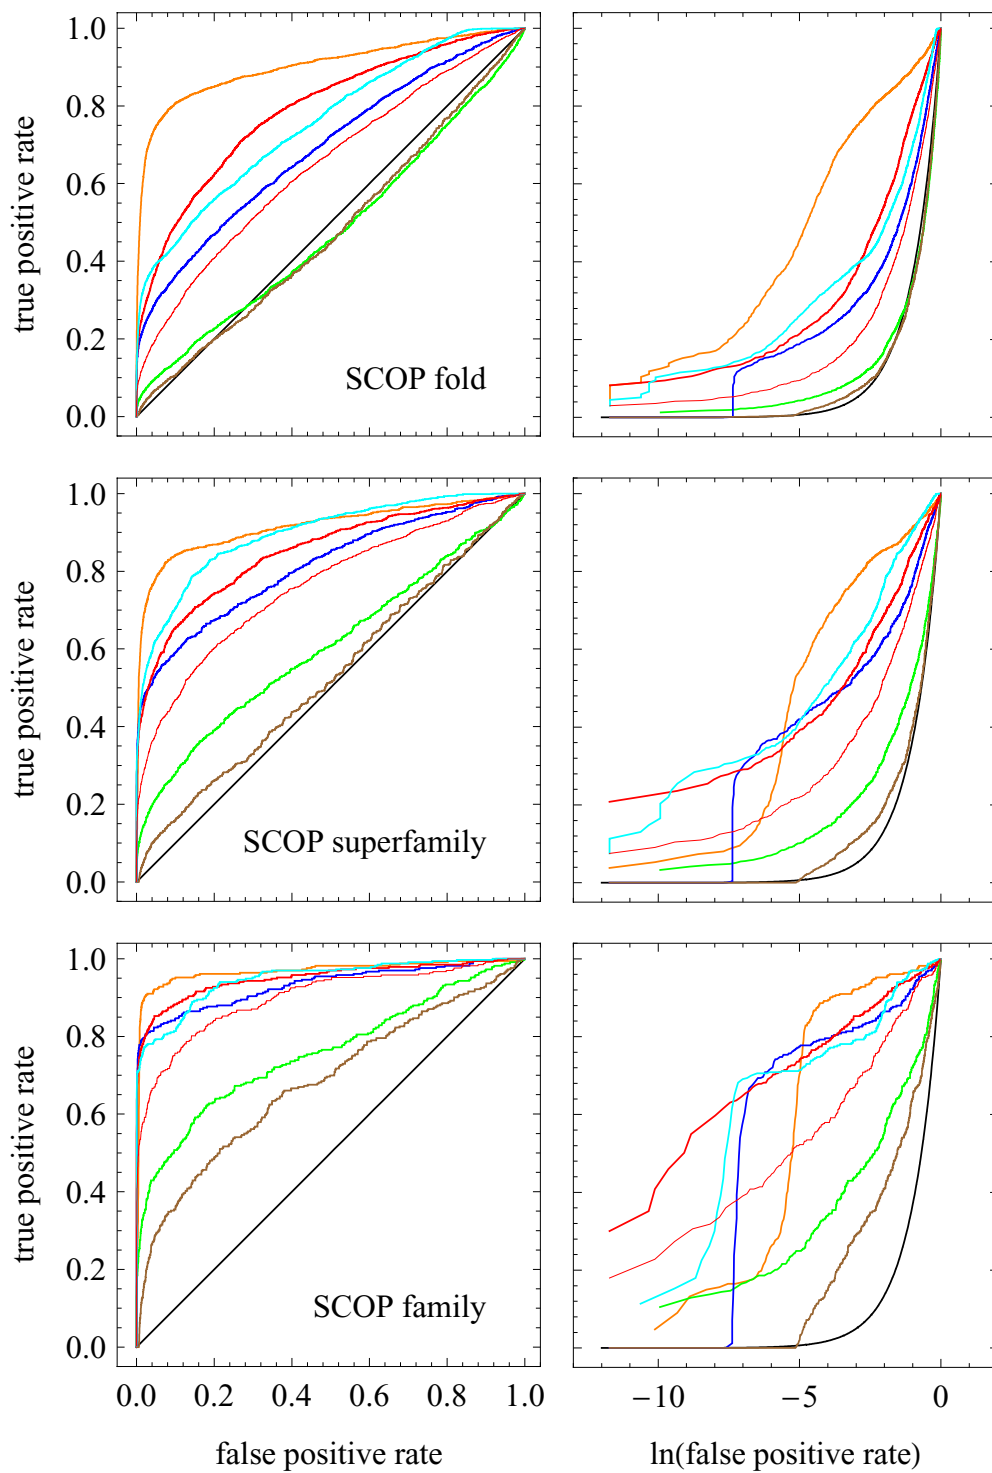 1.0
0.8
0.6
0.4
0.2
0.0
true positive rate
SCOP fold
1.0
0.8
0.6
0.4
0.2
0.0
true positive rate
SCOP superfamily
1.0
0.8
0.6
0.4
0.2
0.0
true positive rate
SCOP family
0.0 0.2 0.4 0.6 0.8 1.0
false positive rate
−10 −5 0
ln(false positive rate)